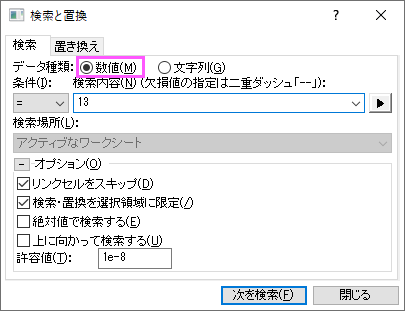 検索と置換
検索 置き換え
データ種類: 数値(M) 文字列(G)
条件(I): 検索内容(N) (欠損値の指定は二重ダッシュ「--」):
= 13
検索場所(L):
アクティブなワークシート
オプション(O)
リンクセルをスキップ(D)
検索・置換を選択領域に限定(/)
絶対値で検索する(E)
上に向かって検索する(U)
許容値(T): 1e-8
次を検索(F) 閉じる